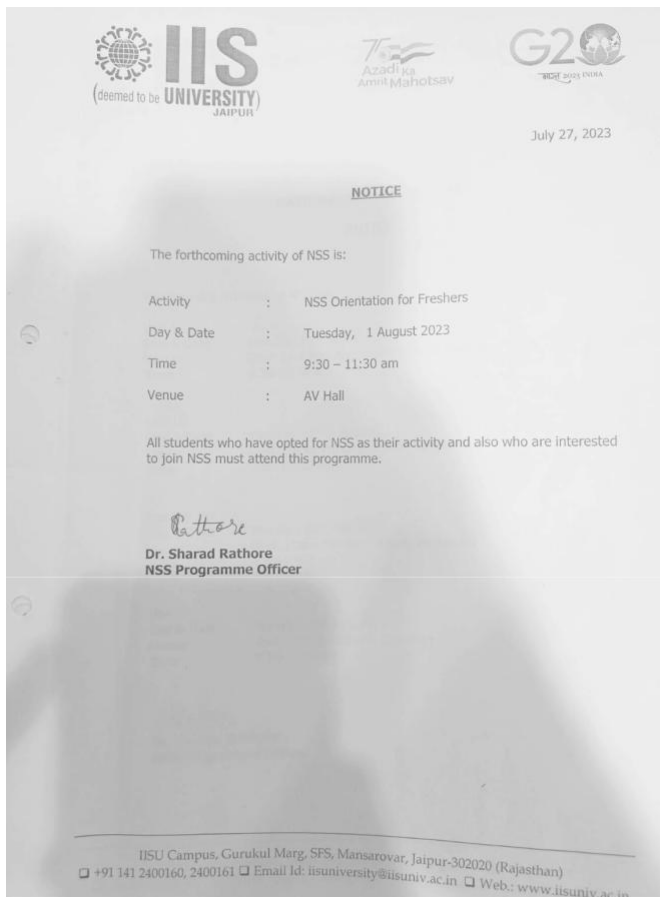 IIS
(deemed to be UNIVERSITY)
JAIPUR
Azadi Ka
Amrit Mahotsav
G20
भारत 2023 INDIA
July 27, 2023
NOTICE
The forthcoming activity of NSS is:
Activity : NSS Orientation for Freshers
Day & Date : Tuesday, 1 August 2023
Time : 9:30 – 11:30 am
Venue : AV Hall
All students who have opted for NSS as their activity and also who are interested
to join NSS must attend this programme.
Rathore
Dr. Sharad Rathore
NSS Programme Officer
IISU Campus, Gurukul Marg, SFS, Mansarovar, Jaipur-302020 (Rajasthan)
❑ +91 141 2400160, 2400161 ❑ Email Id: iisuniversity@iisuniv.ac.in ❑ Web.: www.iisuniv.ac.in